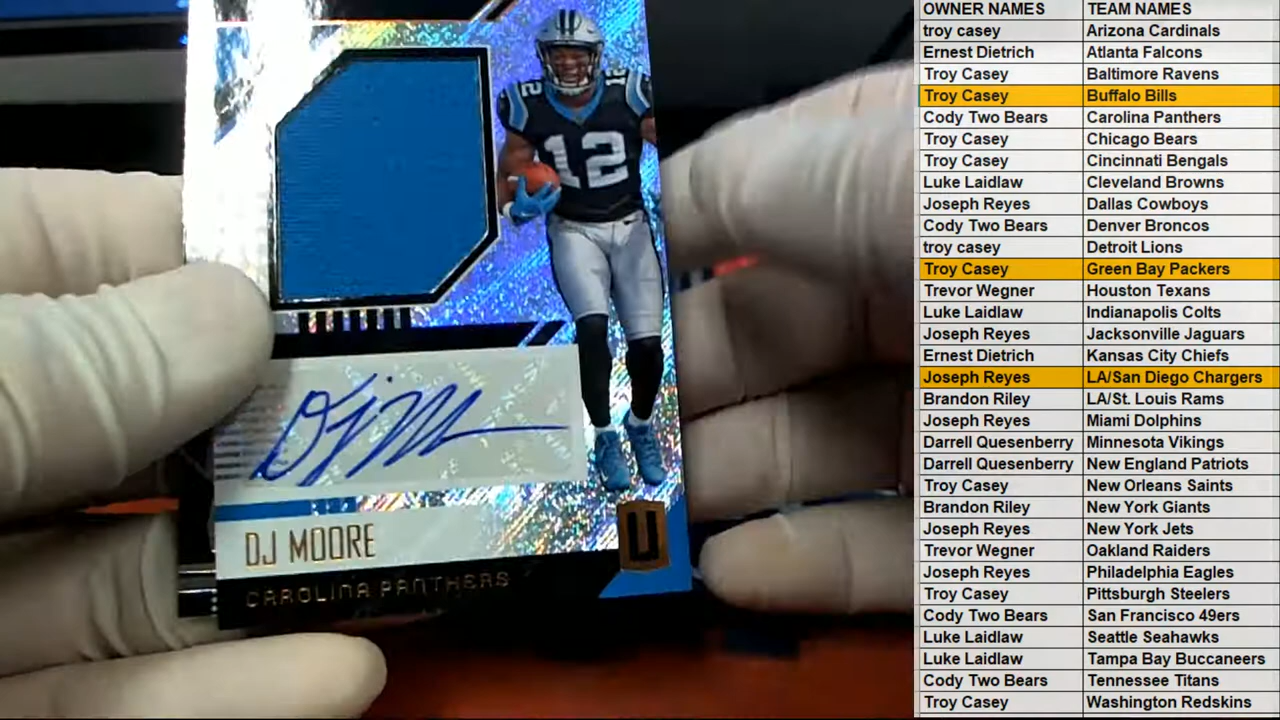 12
12
DJ M
DJ MOORE
CAROLINA PANTHERS
U
OWNER NAMES TEAM NAMES
troy casey Arizona Cardinals
Ernest Dietrich Atlanta Falcons
Troy Casey Baltimore Ravens
Troy Casey Buffalo Bills
Cody Two Bears Carolina Panthers
Troy Casey Chicago Bears
Troy Casey Cincinnati Bengals
Luke Laidlaw Cleveland Browns
Joseph Reyes Dallas Cowboys
Cody Two Bears Denver Broncos
troy casey Detroit Lions
Troy Casey Green Bay Packers
Trevor Wegner Houston Texans
Luke Laidlaw Indianapolis Colts
Joseph Reyes Jacksonville Jaguars
Ernest Dietrich Kansas City Chiefs
Joseph Reyes LA/San Diego Chargers
Brandon Riley LA/St. Louis Rams
Joseph Reyes Miami Dolphins
Darrell Quesenberry Minnesota Vikings
Darrell Quesenberry New England Patriots
Troy Casey New Orleans Saints
Brandon Riley New York Giants
Joseph Reyes New York Jets
Trevor Wegner Oakland Raiders
Joseph Reyes Philadelphia Eagles
Troy Casey Pittsburgh Steelers
Cody Two Bears San Francisco 49ers
Luke Laidlaw Seattle Seahawks
Luke Laidlaw Tampa Bay Buccaneers
Cody Two Bears Tennessee Titans
Troy Casey Washington Redskins